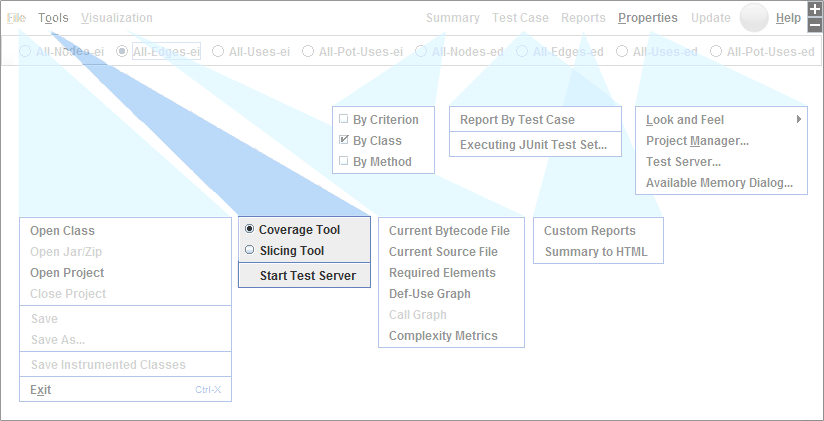 File Tools Visualization Summary Test Case Reports Properties Update Help
All-Nodes-ei All-Edges-ei All-Uses-ei All-Pot-Uses-ei All-Nodes-ed All-Edges-ed All-Uses-ed All-Pot-Uses-ed
By Criterion
By Class
By Method
Report By Test Case
Executing JUnit Test Set...
Look and Feel
Project Manager...
Test Server...
Available Memory Dialog...
Open Class
Open Jar/Zip
Open Project
Close Project
Save
Save As...
Save Instrumented Classes
Exit Ctrl-X
Coverage Tool
Slicing Tool
Start Test Server
Current Bytecode File
Current Source File
Required Elements
Def-Use Graph
Call Graph
Complexity Metrics
Custom Reports
Summary to HTML